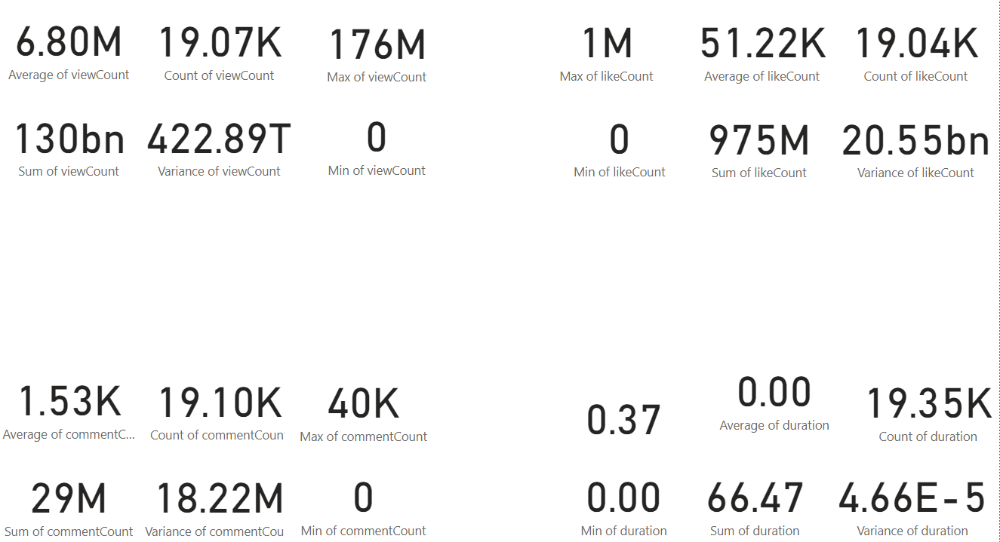 6.80M 19.07K 176M
Average of viewCount Count of viewCount Max of viewCount
130bn 422.89T 0
Sum of viewCount Variance of viewCount Min of viewCount
1M 51.22K 19.04K
Max of likeCount Average of likeCount Count of likeCount
0 975M 20.55bn
Min of likeCount Sum of likeCount Variance of likeCount
1.53K 19.10K 40K
Average of commentC... Count of commentCoun Max of commentCount
29M 18.22M 0
Sum of commentCount Variance of commentCou Min of commentCount
0.37 0.00 19.35K
Average of duration Count of duration
0.00 66.47 4.66E-5
Min of duration Sum of duration Variance of duration